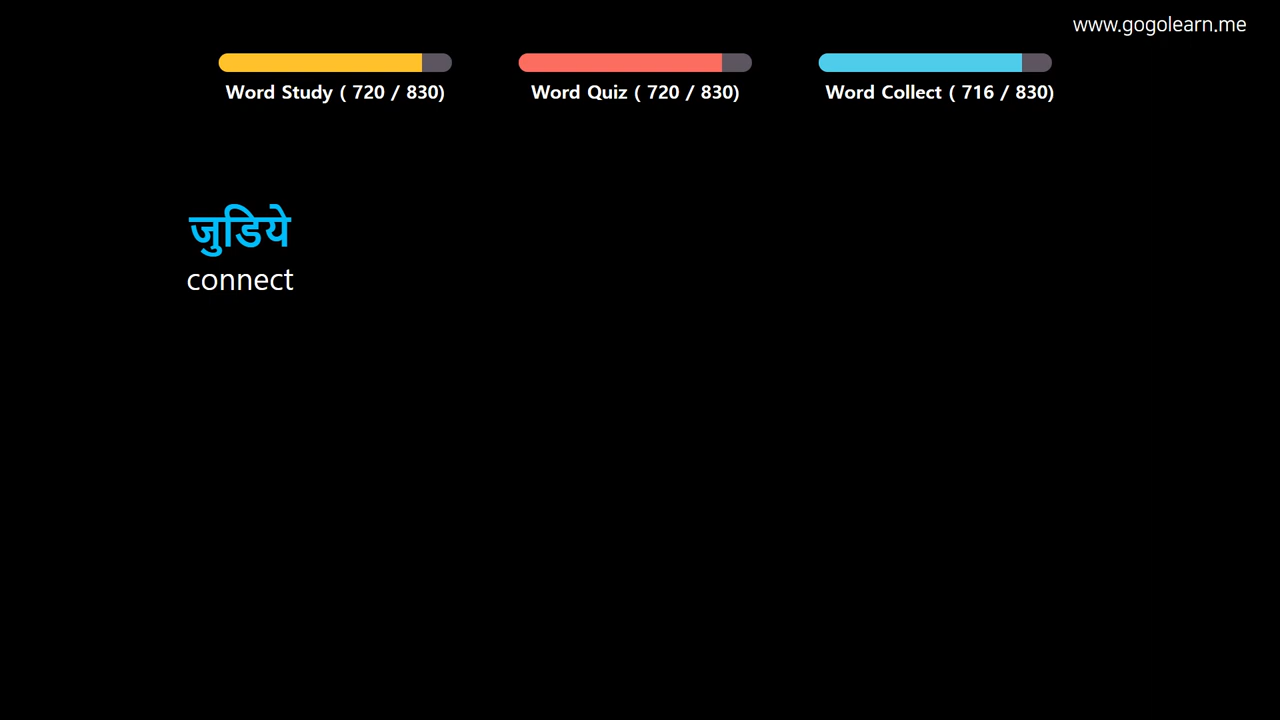 www.gogolearn.me
Word Study ( 720 / 830)
Word Quiz ( 720 / 830)
Word Collect ( 716 / 830)
जुडिये
connect